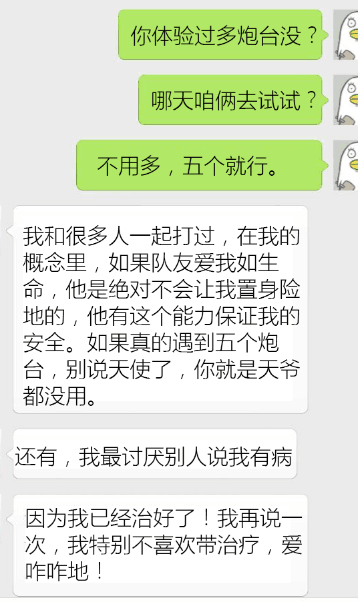 你体验过多炮台没？
哪天咱俩去试试？
不用多，五个就行。
我和很多人一起打过，在我的
概念里，如果队友爱我如生
命，他是绝对不会让我置身险
地的，他有这个能力保证我的
安全。如果真的遇到五个炮
台，别说天使了，你就是天爷
都没用。
还有，我最讨厌别人说我有病
因为我已经治好了！我再说一
次，我特别不喜欢带治疗，爱
咋咋地！